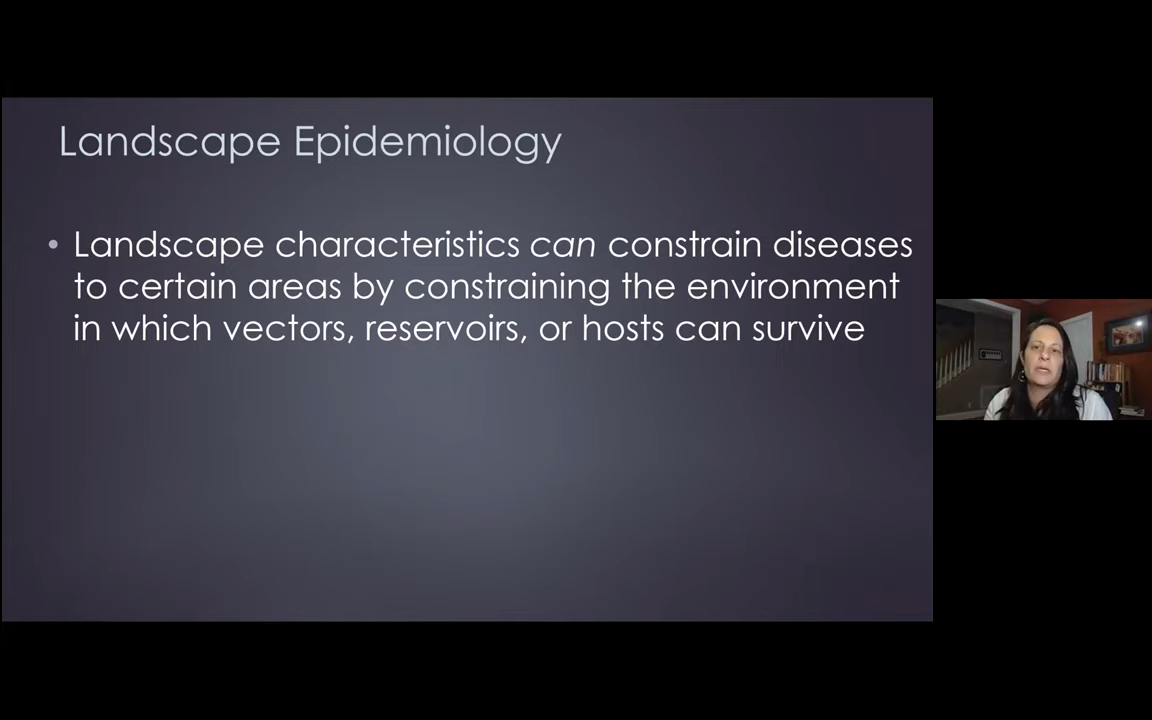 Landscape Epidemiology
• Landscape characteristics can constrain diseases
to certain areas by constraining the environment
in which vectors, reservoirs, or hosts can survive